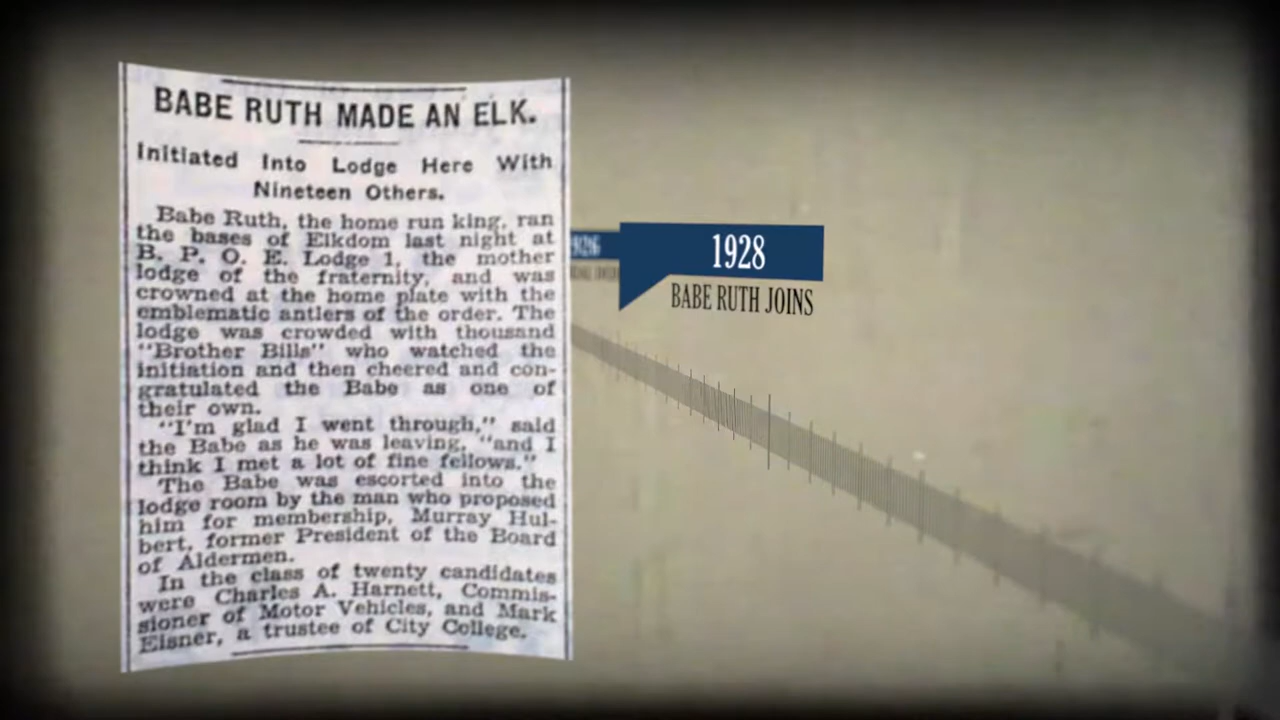 BABE RUTH MADE AN ELK.
Initiated Into Lodge Here With
Nineteen Others.
Babe Ruth, the home run king, ran
the bases of Elkdom last night at
B. P. O. E. Lodge 1, the mother
lodge of the fraternity, and was
crowned at the home plate with the
emblematic antlers of the order. The
lodge was crowded with thousand
"Brother Bills" who watched the
initiation and then cheered and con-
gratulated the Babe as one of
their own.
"I'm glad I went through," said
the Babe as he was leaving, "and I
think I met a lot of fine fellows."
The Babe was escorted into the
lodge room by the man who proposed
him for membership, Murray Hul-
bert, former President of the Board
of Aldermen.
In the class of twenty candidates
were Charles A. Harnett, Commis-
sioner of Motor Vehicles, and Mark
Eisner, a trustee of City College.
1928
BABE RUTH JOINS